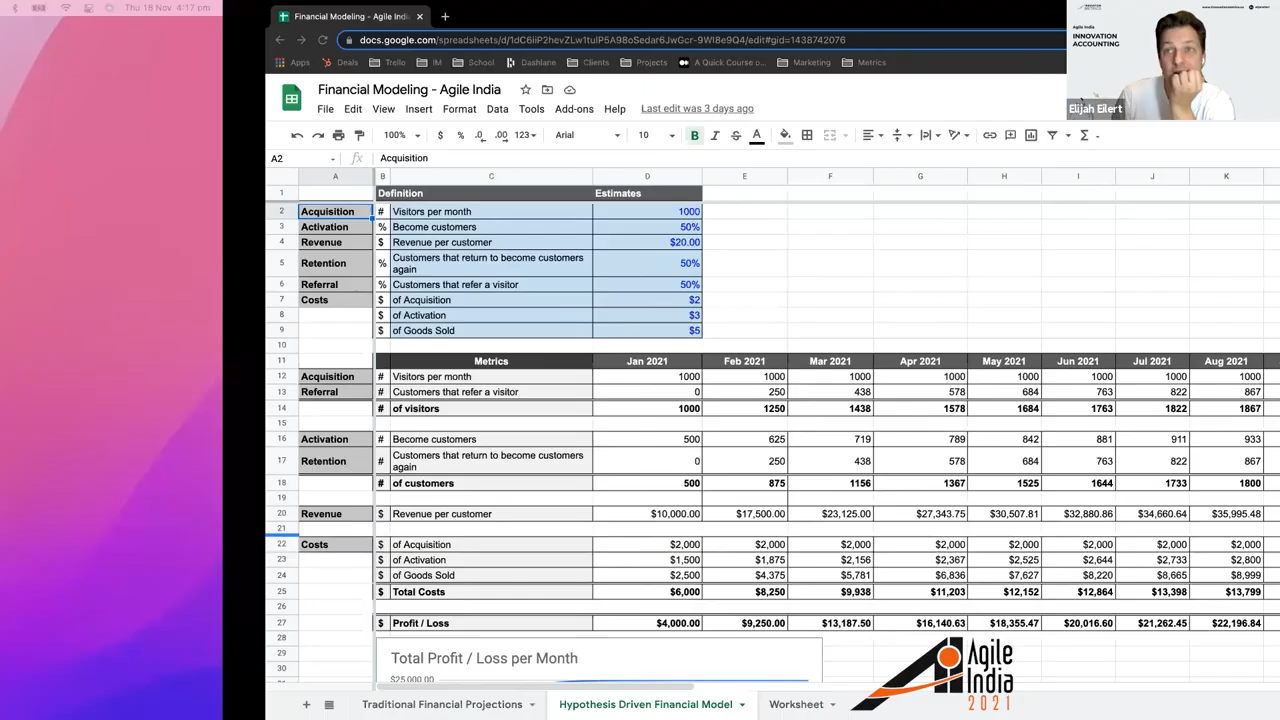 Thu 18 Nov 4:17 pm
Financial Modeling - Agile Indi
docs.google.com/spreadsheets/d/1dC6iiP2hevZLw1tulP5A98oSedar6JwGcr-9WI8e9Q4/edit#gid=1438742076
Apps Deals Trello IM School Dashlane Clients Projects A Quick Course o... Marketing Metrics
Agile India
INNOVATION
ACCOUNTING
Elijah Eilert
Financial Modeling - Agile India
File Edit View Insert Format Data Tools Add-ons Help Last edit was 3 days ago
100% $ % .0 .00 123 Arial 10 B I S A Σ
A2 fx Acquisition
A B C D E F G H I J K
1 Definition Estimates
2 Acquisition # Visitors per month 1000
3 Activation % Become customers 50%
4 Revenue $ Revenue per customer $20.00
5 Retention % Customers that return to become customers again 50%
6 Referral % Customers that refer a visitor 50%
7 Costs $ of Acquisition $2
8 $ of Activation $3
9 $ of Goods Sold $5
10
11 Metrics Jan 2021 Feb 2021 Mar 2021 Apr 2021 May 2021 Jun 2021 Jul 2021 Aug 2021
12 Acquisition # Visitors per month 1000 1000 1000 1000 1000 1000 1000 1000
13 Referral # Customers that refer a visitor 0 250 438 578 684 763 822 867
14 # of visitors 1000 1250 1438 1578 1684 1763 1822 1867
15
16 Activation # Become customers 500 625 719 789 842 881 911 933
17 Retention # Customers that return to become customers again 0 250 438 578 684 763 822 867
18 # of customers 500 875 1156 1367 1525 1644 1733 1800
19
20 Revenue $ Revenue per customer $10,000.00 $17,500.00 $23,125.00 $27,343.75 $30,507.81 $32,880.86 $34,660.64 $35,995.48
21
22 Costs $ of Acquisition $2,000 $2,000 $2,000 $2,000 $2,000 $2,000 $2,000 $2,000
23 $ of Activation $1,500 $1,875 $2,156 $2,367 $2,525 $2,644 $2,733 $2,800
24 $ of Goods Sold $2,500 $4,375 $5,781 $6,836 $7,627 $8,220 $8,665 $8,999
25 $ Total Costs $6,000 $8,250 $9,938 $11,203 $12,152 $12,864 $13,398 $13,799
26
27 $ Profit / Loss $4,000.00 $9,250.00 $13,187.50 $16,140.63 $18,355.47 $20,016.60 $21,262.45 $22,196.84
28
29 Total Profit / Loss per Month
30 $25,000.00
Agile
India
2021
Traditional Financial Projections Hypothesis Driven Financial Model Worksheet